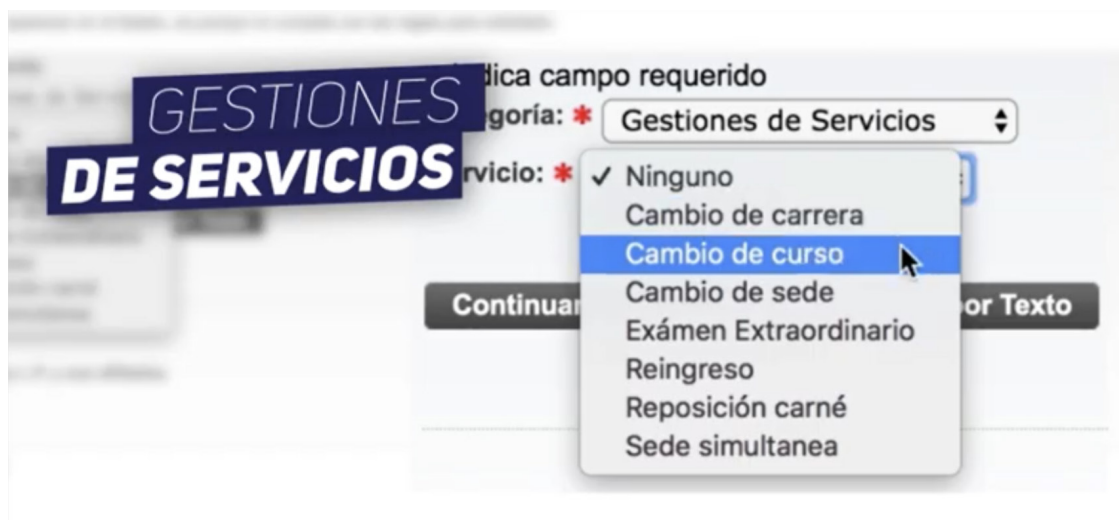 GESTIONES
DE SERVICIOS
dica campo requerido
goría: * Gestiones de Servicios
rvicio: * ✓ Ninguno
Cambio de carrera
Cambio de curso
Cambio de sede
Exámen Extraordinario
Reingreso
Reposición carné
Sede simultanea
Continuar
por Texto